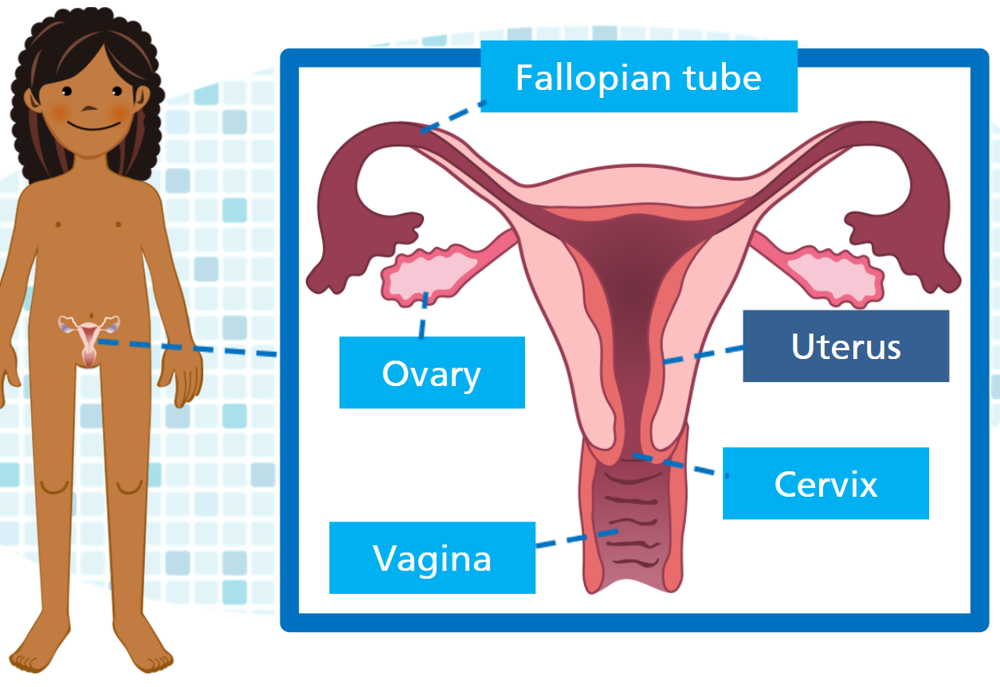 Fallopian tube
Ovary
Uterus
Cervix
Vagina